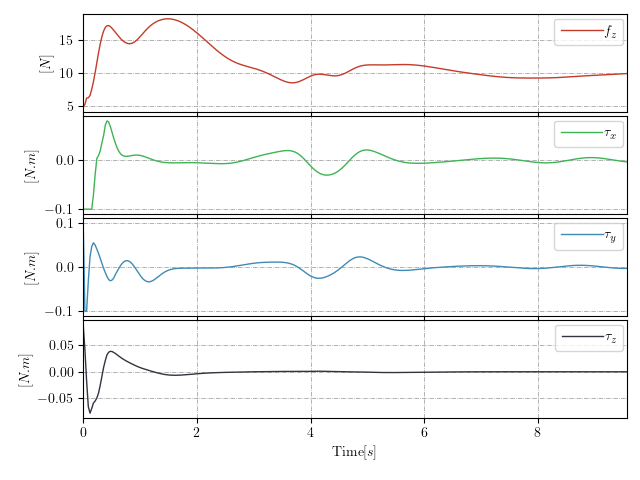 15
10
5
[N]
f_z
0.0
−0.1
[N.m]
τ_x
0.1
0.0
−0.1
[N.m]
τ_y
0.05
0.00
−0.05
[N.m]
τ_z
0 2 4 6 8
Time[s]